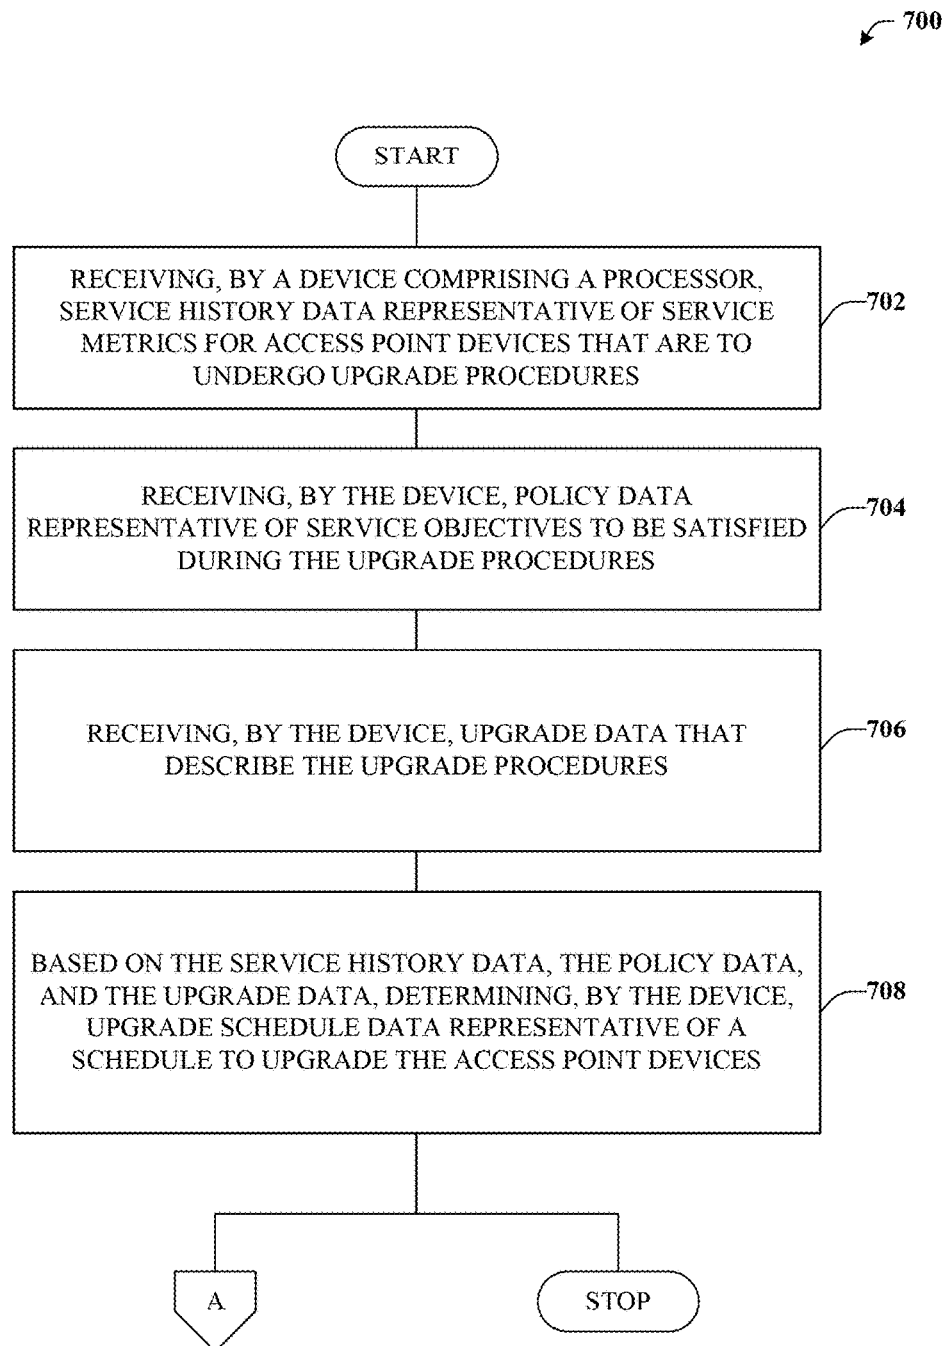 700
START
RECEIVING, BY A DEVICE COMPRISING A PROCESSOR,
SERVICE HISTORY DATA REPRESENTATIVE OF SERVICE
METRICS FOR ACCESS POINT DEVICES THAT ARE TO
UNDERGO UPGRADE PROCEDURES
702
RECEIVING, BY THE DEVICE, POLICY DATA
REPRESENTATIVE OF SERVICE OBJECTIVES TO BE SATISFIED
DURING THE UPGRADE PROCEDURES
704
RECEIVING, BY THE DEVICE, UPGRADE DATA THAT
DESCRIBE THE UPGRADE PROCEDURES
706
BASED ON THE SERVICE HISTORY DATA, THE POLICY DATA,
AND THE UPGRADE DATA, DETERMINING, BY THE DEVICE,
UPGRADE SCHEDULE DATA REPRESENTATIVE OF A
SCHEDULE TO UPGRADE THE ACCESS POINT DEVICES
708
A
STOP